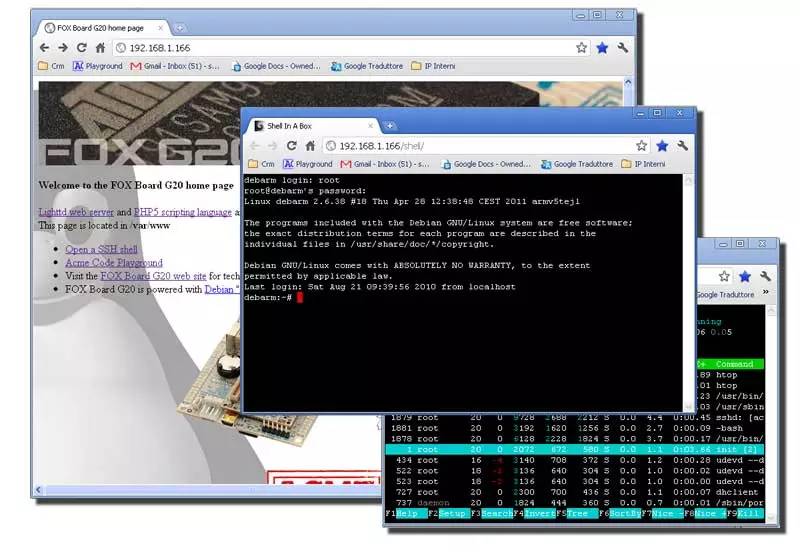 FOX Board G20 home page
192.168.1.166
Crm Playground Gmail - Inbox (51) - s... Google Docs - Owned... Google Traduttore IP Interni
FOX G20
Welcome to the FOX Board G20 home page
Lighttd web server and PHP5 scripting language
This page is located in /var/www
Open a SSH shell
Acme Code Playground
Visit the FOX Board G20 web site for tech
FOX Board G20 is powered with Debian "
Shell In A Box
192.168.1.166/shell/
Crm Playground Gmail - Inbox (51) - s... Google Docs - Owned... Google Traduttore IP Interni
debarm login: root
root@debarm's password:
Linux debarm 2.6.38 #18 Thu Apr 28 12:38:48 CEST 2011 armv5tejl
The programs included with the Debian GNU/Linux system are free software;
the exact distribution terms for each program are described in the
individual files in /usr/share/doc/*/copyright.
Debian GNU/Linux comes with ABSOLUTELY NO WARRANTY, to the extent
permitted by applicable law.
Last login: Sat Aug 21 09:39:56 2010 from localhost
debarm:~#
Google Traduttore »
nning
06 0.05
Command
.89 htop
.01 htop
.23 /usr/bin/
.03 /usr/sbin
1879 root 20 0 9728 2688 2212 S 0.0 4.4 0:00.45 sshd: [ac
1881 root 20 0 3192 1620 1256 S 0.0 2.7 0:00.09 -bash
1878 root 20 0 6128 2228 1824 S 0.0 3.7 0:00.17 /usr/bin/
1 root 20 0 2072 672 580 S 0.0 1.1 0:03.66 init [2]
434 root 16 -4 3140 708 372 S 0.0 1.2 0:00.28 udevd --d
522 root 18 -2 3136 640 304 S 0.0 1.0 0:00.02 udevd --d
523 root 18 -2 3136 640 304 S 0.0 1.0 0:00.00 udevd --d
727 root 20 0 2300 700 436 S 0.0 1.1 0:00.07 dhclient
737 daemon 20 0 1824 444 360 S 0.0 0.7 0:00.01 /sbin/por
F1Help F2Setup F3SearchF4InvertF5Tree F6SortByF7Nice -F8Nice +F9Kill